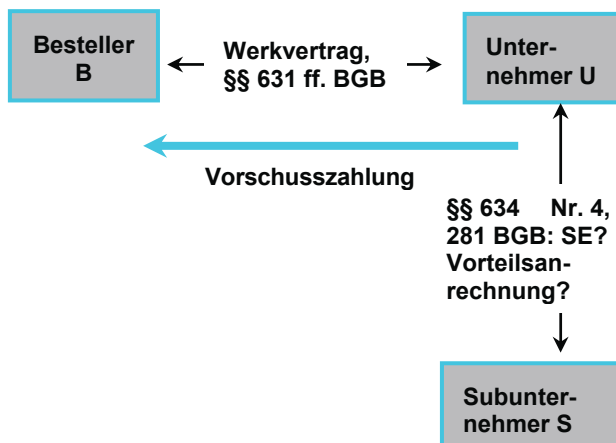 Besteller
B
Werkvertrag,
§§ 631 ff. BGB
Unter-
nehmer U
Vorschusszahlung
§§ 634 Nr. 4,
281 BGB: SE?
Vorteilsan-
rechnung?
Subunter-
nehmer S